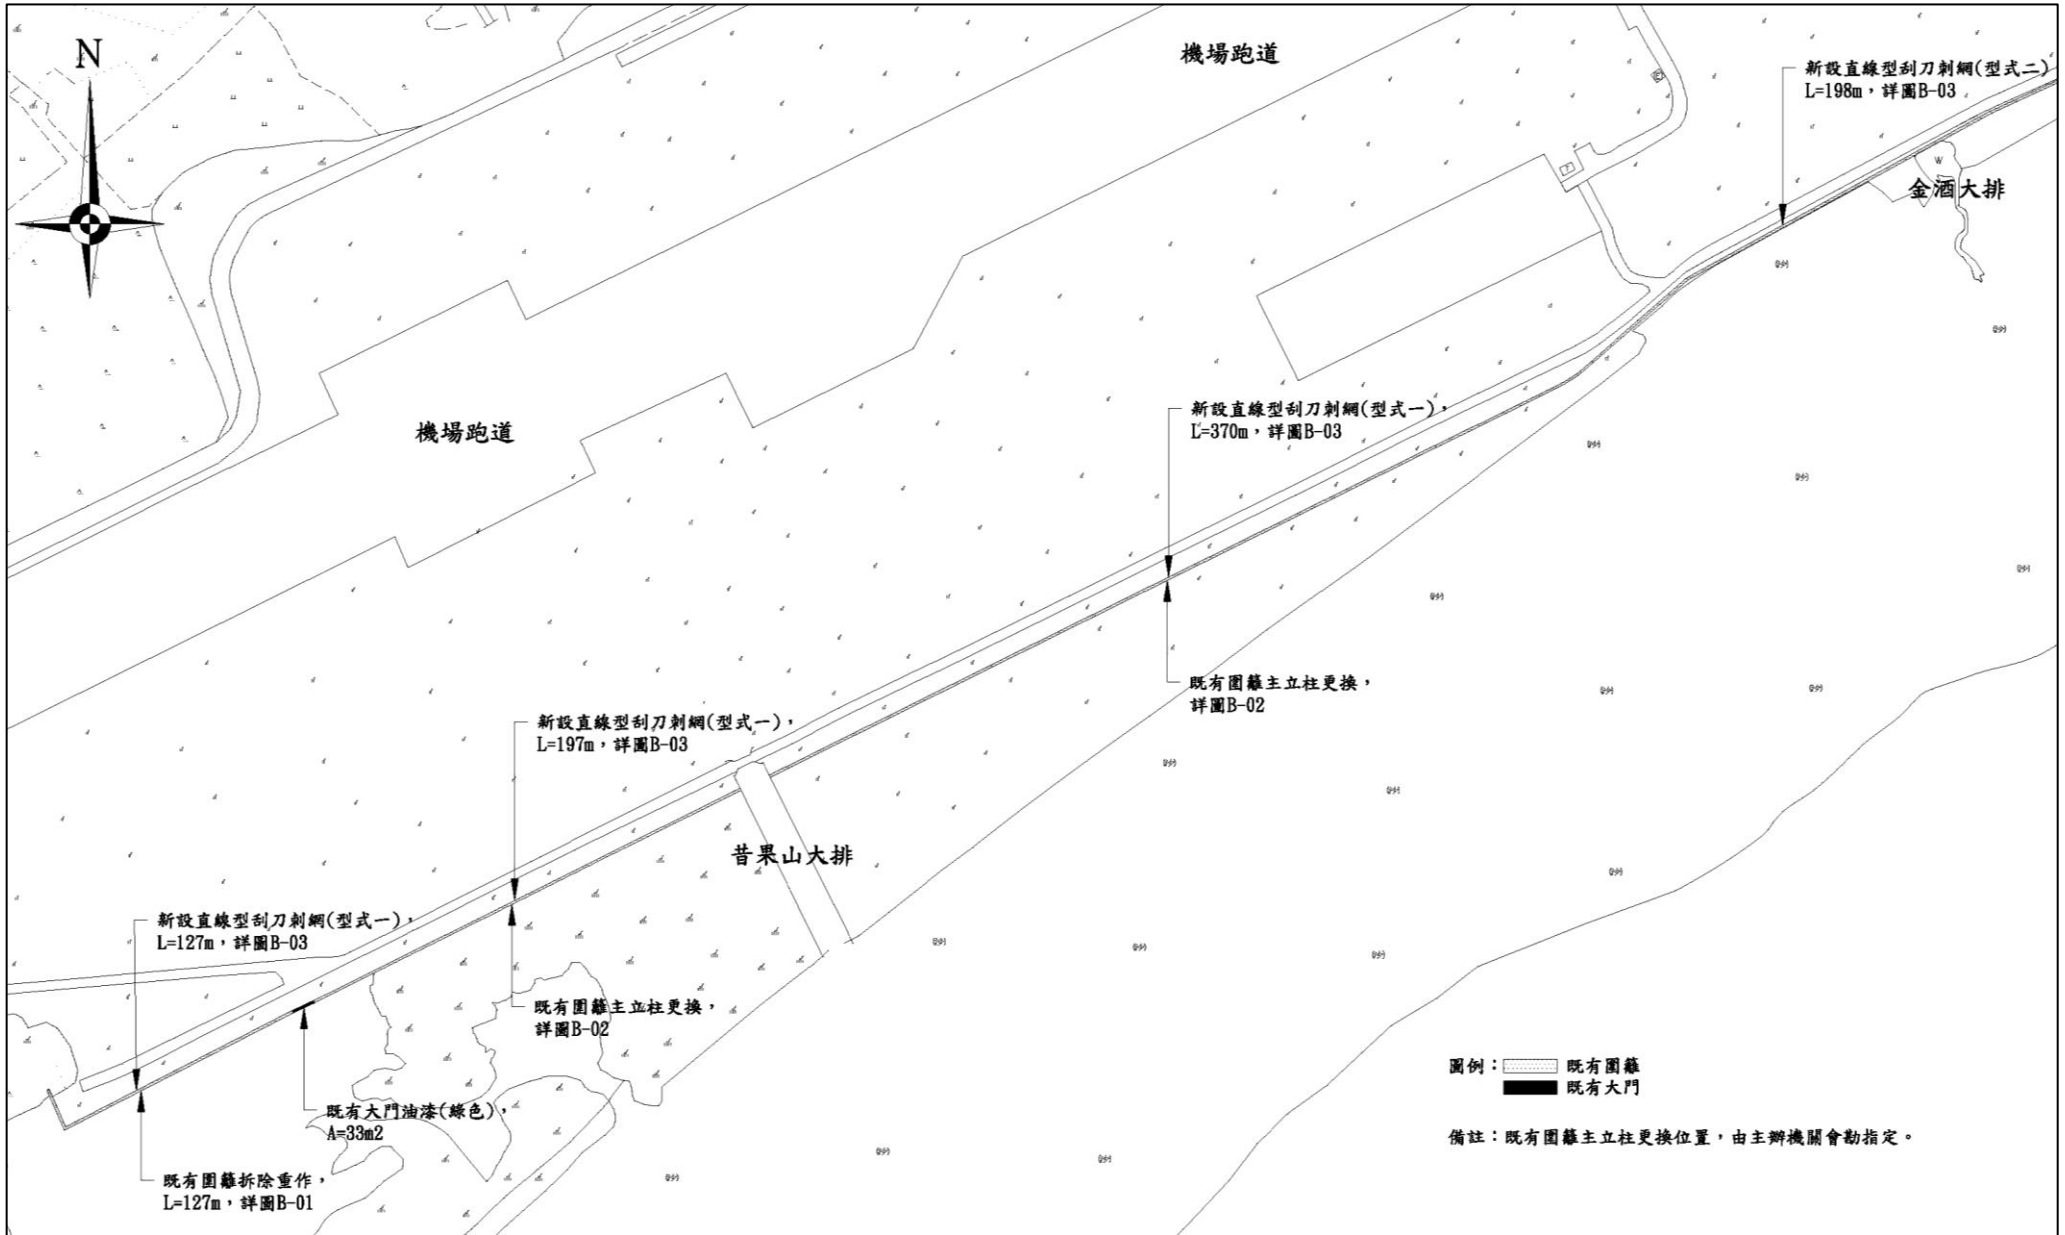 N
機場跑道
新設直線型刮刀刺網(型式二)
L=198m，詳圖B-03
金酒大排
機場跑道
新設直線型刮刀刺網(型式一)，
L=370m，詳圖B-03
既有圍籬主立柱更換，
詳圖B-02
新設直線型刮刀刺網(型式一)，
L=197m，詳圖B-03
昔果山大排
新設直線型刮刀刺網(型式一)，
L=127m，詳圖B-03
既有圍籬主立柱更換，
詳圖B-02
既有大門油漆(綠色)，
A=33m2
既有圍籬拆除重作，
L=127m，詳圖B-01
圖例：既有圍籬
既有大門
備註：既有圍籬主立柱更換位置，由主辦機關會勘指定。